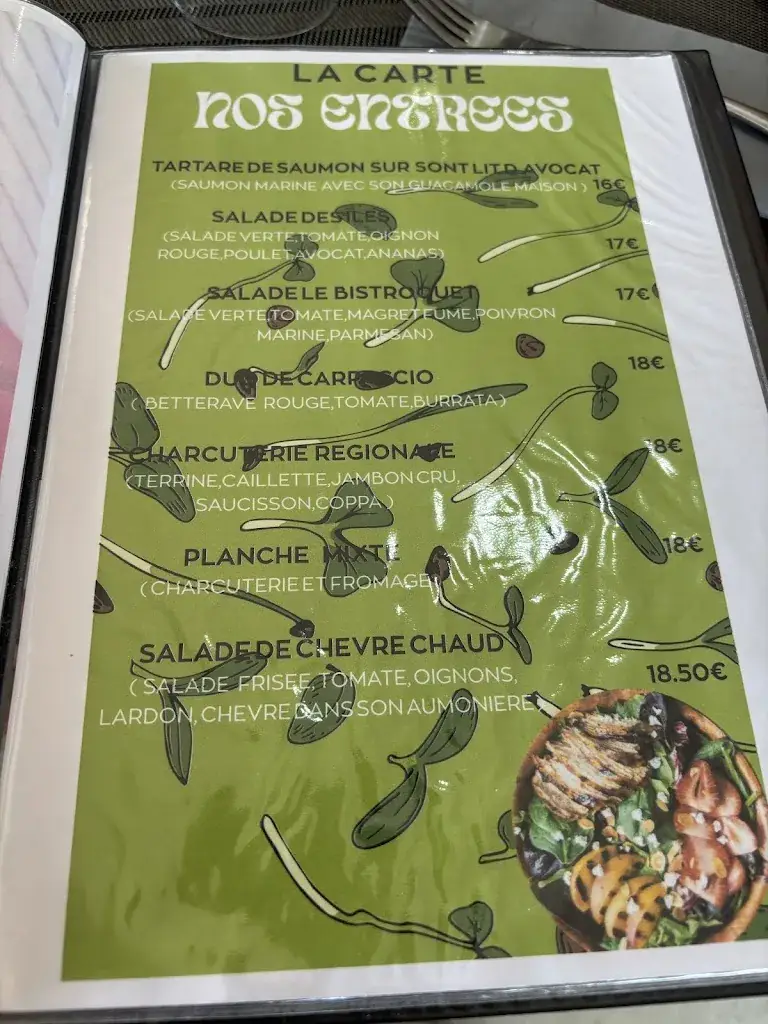 LA CARTE
NOS ENTREES
TARTARE DE SAUMON SUR SONT LIT D AVOCAT
(SAUMON MARINE AVEC SON GUACAMOLE MAISON ) 16€
SALADE DES ILES
(SALADE VERTE,TOMATE,OIGNON
ROUGE,POULET,AVOCAT,ANANAS)
17€
SALADE LE BISTROQUET
17€
(SALADE VERTE,TOMATE,MAGRET FUME,POIVRON
MARINE,PARMESAN)
18€
DUO DE CARPACCIO
( BETTERAVE ROUGE,TOMATE,BURRATA )
CHARCUTERIE REGIONALE
8€
(TERRINE,CAILLETTE,JAMBON CRU,
SAUCISSON,COPPA )
PLANCHE MIXTE
18€
( CHARCUTERIE ET FROMAGE)
SALADE DE CHEVRE CHAUD
18.50€
( SALADE FRISEE, TOMATE, OIGNONS,
LARDON, CHEVRE DANS SON AUMONIERE)